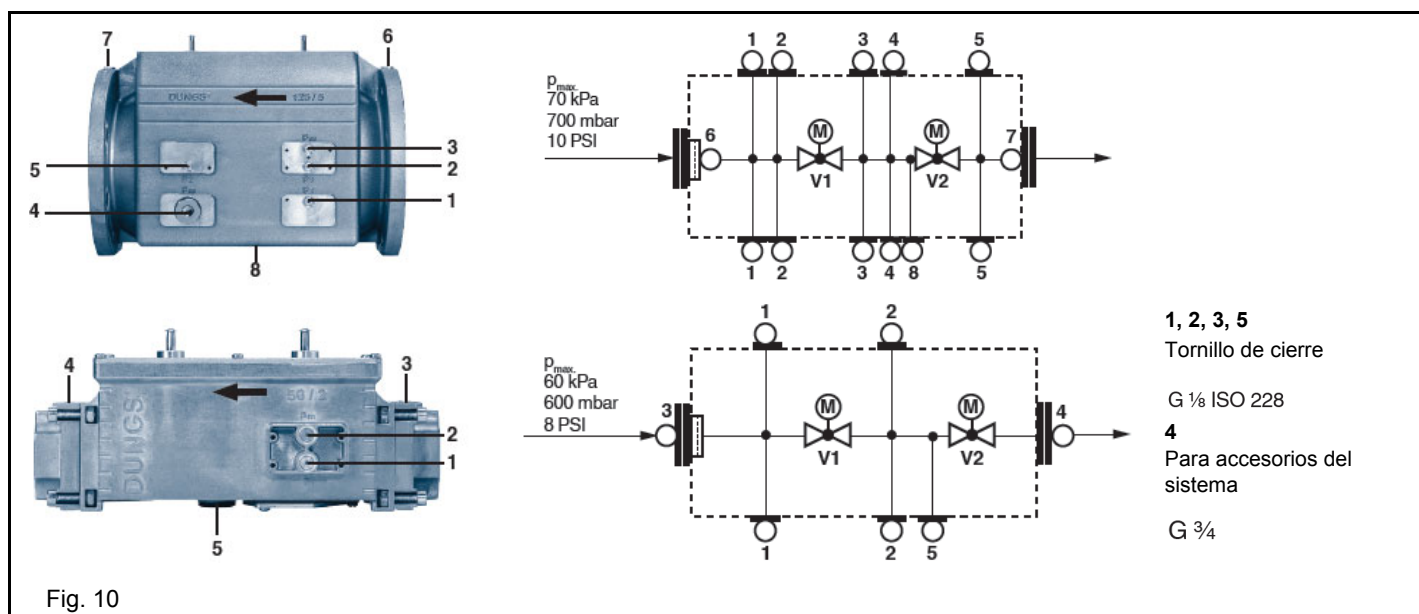 7
6
DUNGS
125 / 5
5
4
3
2
1
8
1 2 3 4 5
pmax.
70 kPa
700 mbar
10 PSI
6
M
M
7
V1
V2
1 2 3 4 8 5
4
3
DUNGS
50 / 2
2
1
5
1 2
pmax.
60 kPa
600 mbar
8 PSI
3
M
M
4
V1
V2
1 2 5
1, 2, 3, 5
Tornillo de cierre
G ⅛ ISO 228
4
Para accesorios del
sistema
G ¾
Fig. 10